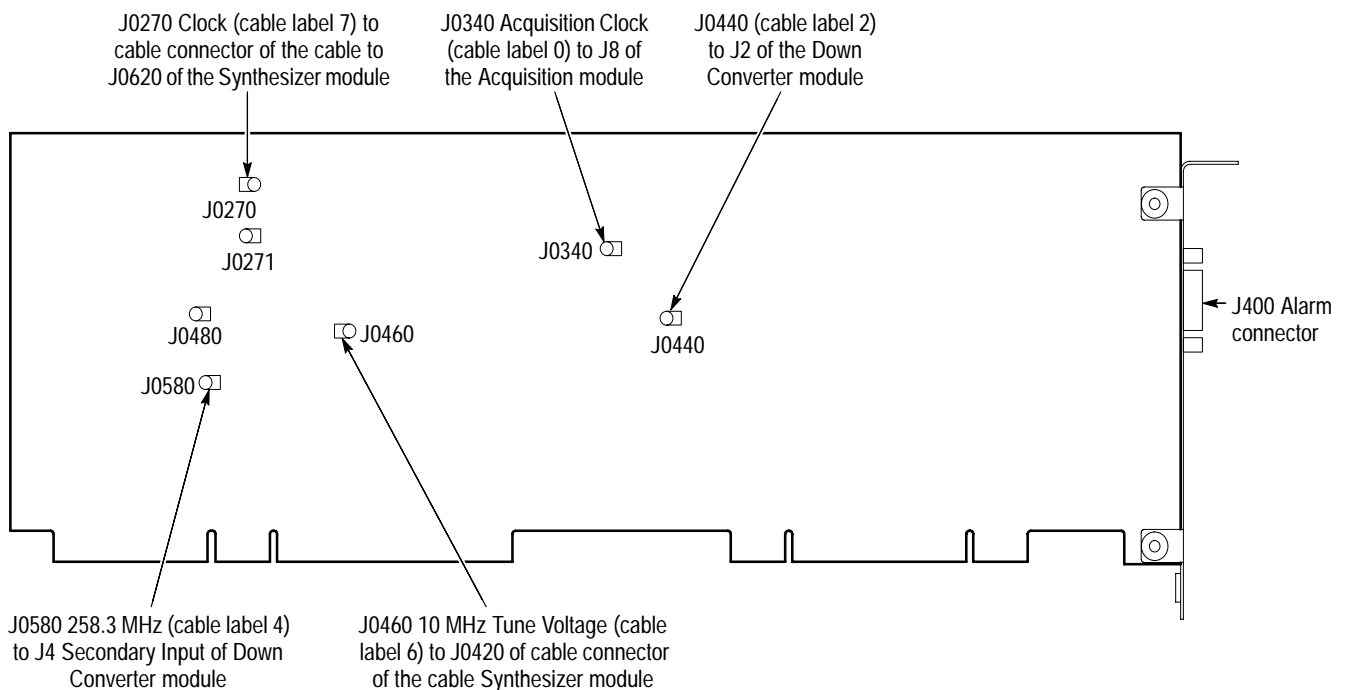 J0270 Clock (cable label 7) to
cable connector of the cable to
J0620 of the Synthesizer module
J0340 Acquisition Clock
(cable label 0) to J8 of
the Acquisition module
J0440 (cable label 2)
to J2 of the Down
Converter module
J0270
J0271
J0340
J0480
J0460
J0440
J400 Alarm
connector
J0580
J0580 258.3 MHz (cable label 4)
to J4 Secondary Input of Down
Converter module
J0460 10 MHz Tune Voltage (cable
label 6) to J0420 of cable connector
of the cable Synthesizer module